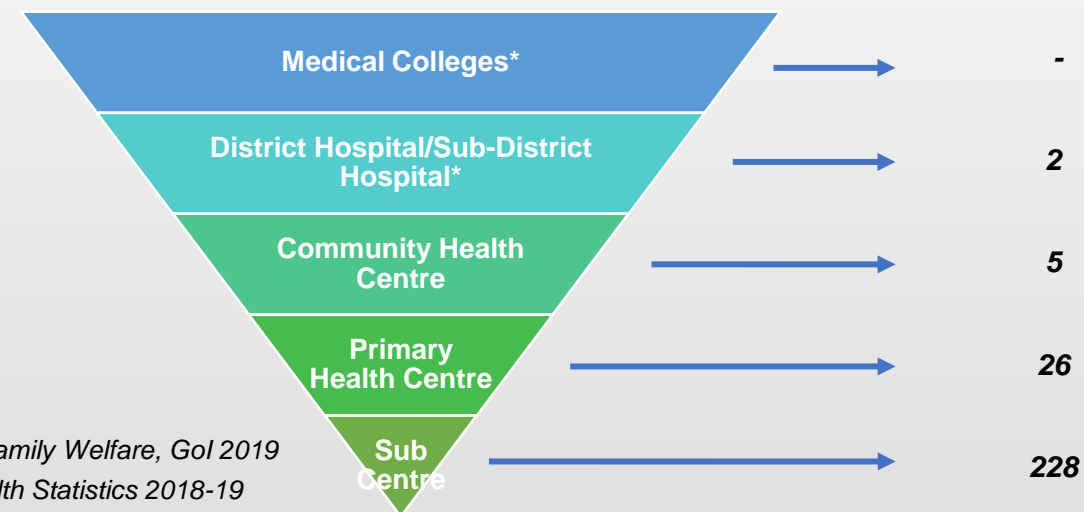 Medical Colleges*
-
District Hospital/Sub-District
Hospital*
2
Community Health
Centre
5
Primary
Health Centre
26
Sub
Centre
228
amily Welfare, GoI 2019
lth Statistics 2018-19